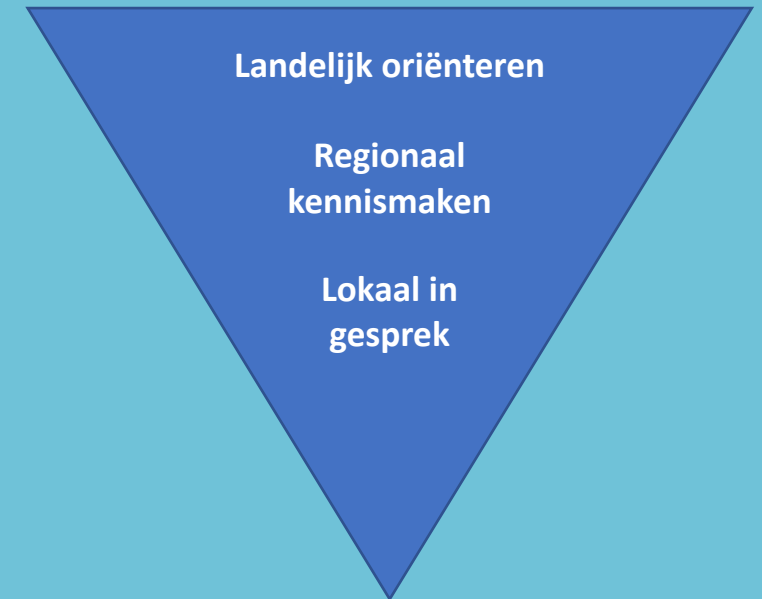 Landelijk oriënteren
Regionaal
kennismaken
Lokaal in
gesprek